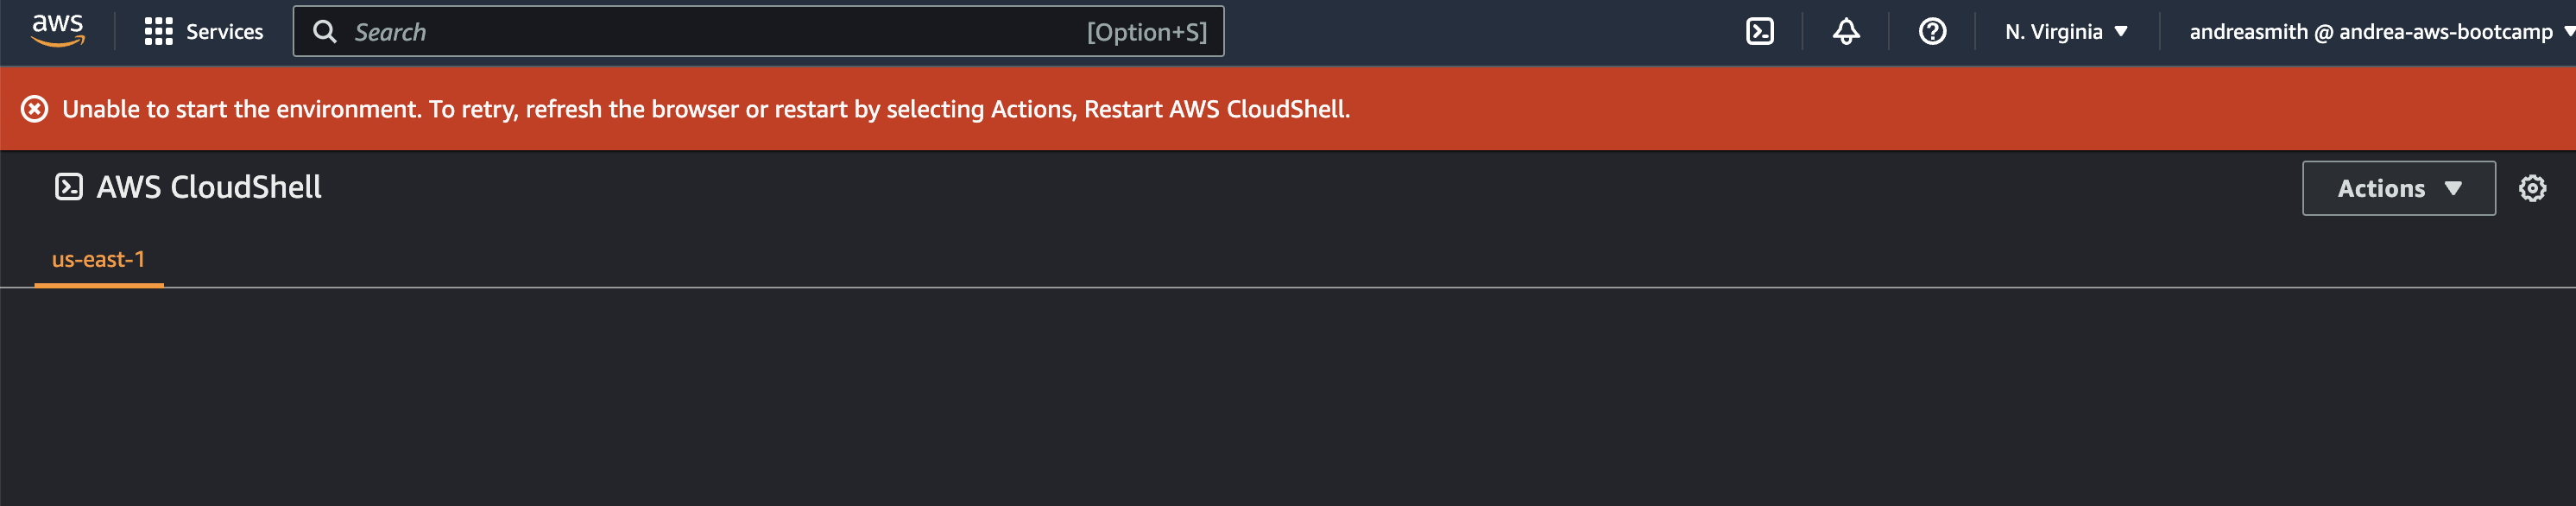 aws Services Search [Option+S] N. Virginia andreasmith @ andrea-aws-bootcamp
Unable to start the environment. To retry, refresh the browser or restart by selecting Actions, Restart AWS CloudShell.
AWS CloudShell Actions
us-east-1